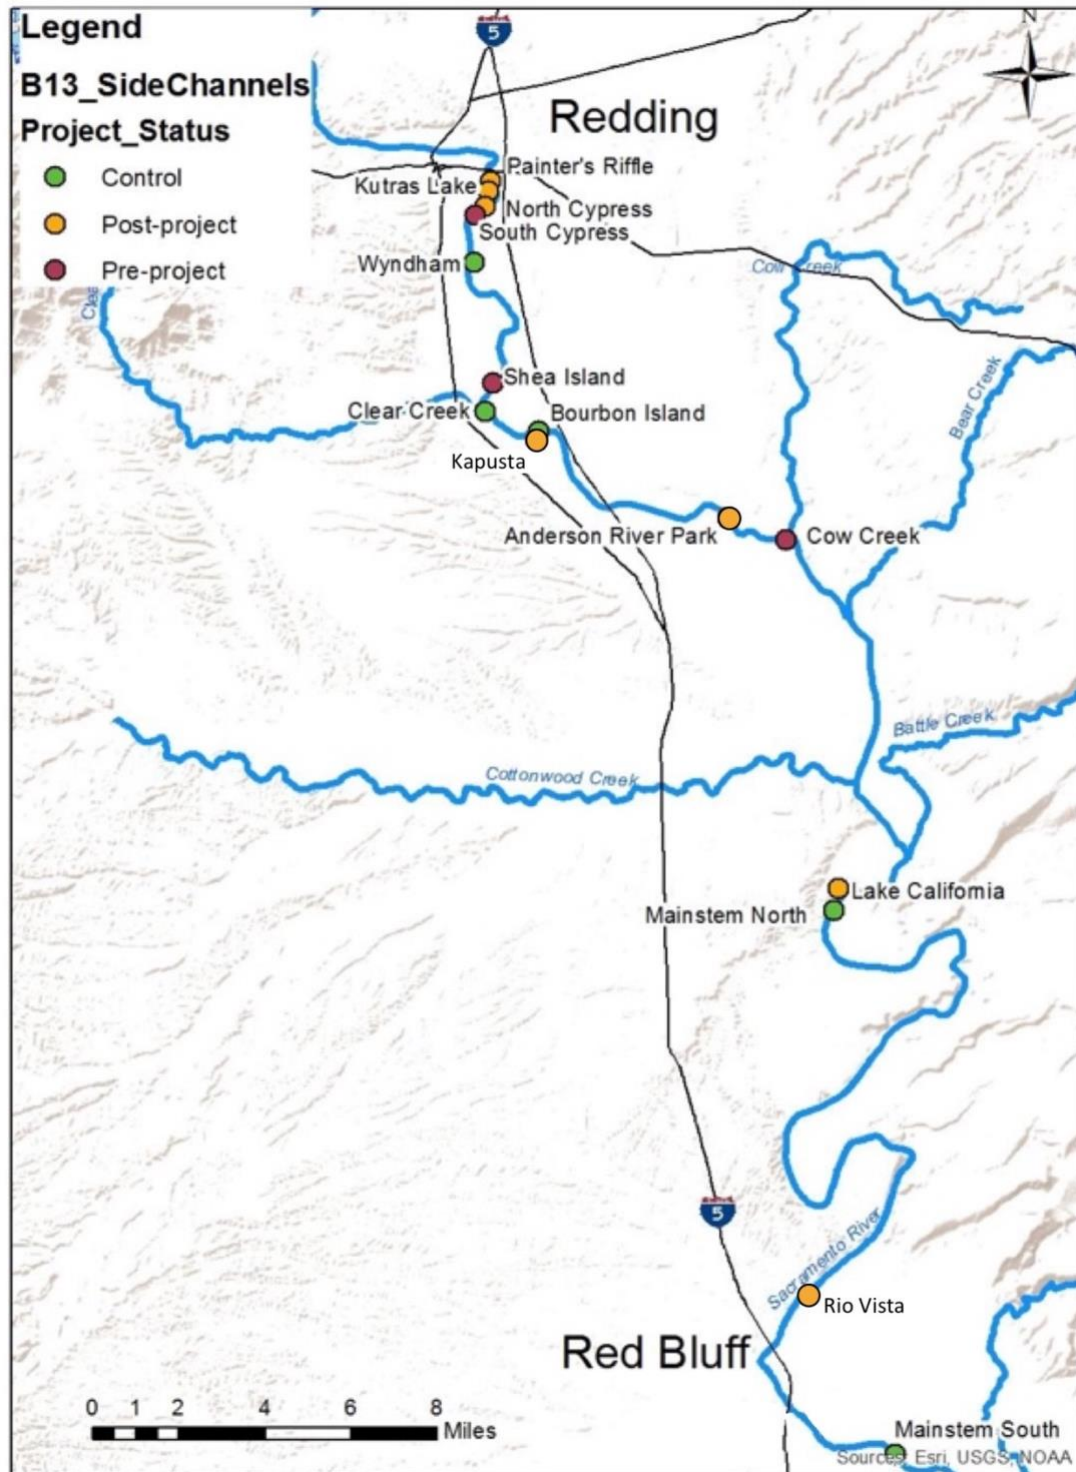 Legend
B13_SideChannels
Project_Status
Control
Post-project
Pre-project
N
5
Redding
Painter's Riffle
Kutras Lake
North Cypress
South Cypress
Wyndham
Cow Creek
Clea
Shea Island
Bear Creek
Clear Creek
Bourbon Island
Kapusta
Anderson River Park
Cow Creek
Battle Creek
Cottonwood Creek
Lake California
Mainstem North
5
Sacramento River
Rio Vista
Red Bluff
0 1 2 4 6 8
Miles
Mainstem South
Sources: Esri, USGS, NOAA